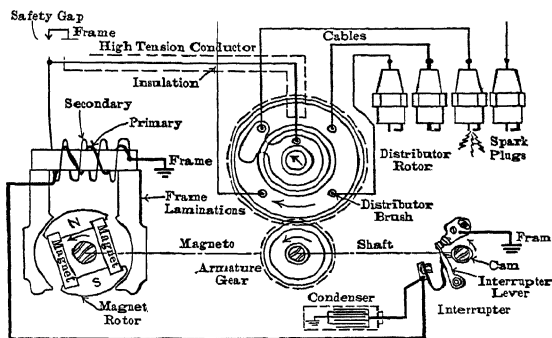 Safety Gap
Frame
High Tension Conductor
Cables
Insulation
Secondary
Primary
Frame
Distributor
Rotor
Spark
Plugs
Frame
Laminations
Distributor
Brush
N
Magnet
Magnet
S
Magneto
Shaft
Armature
Gear
Fram
Cam
Interrupter
Lever
Magnet
Rotor
Condenser
Interrupter